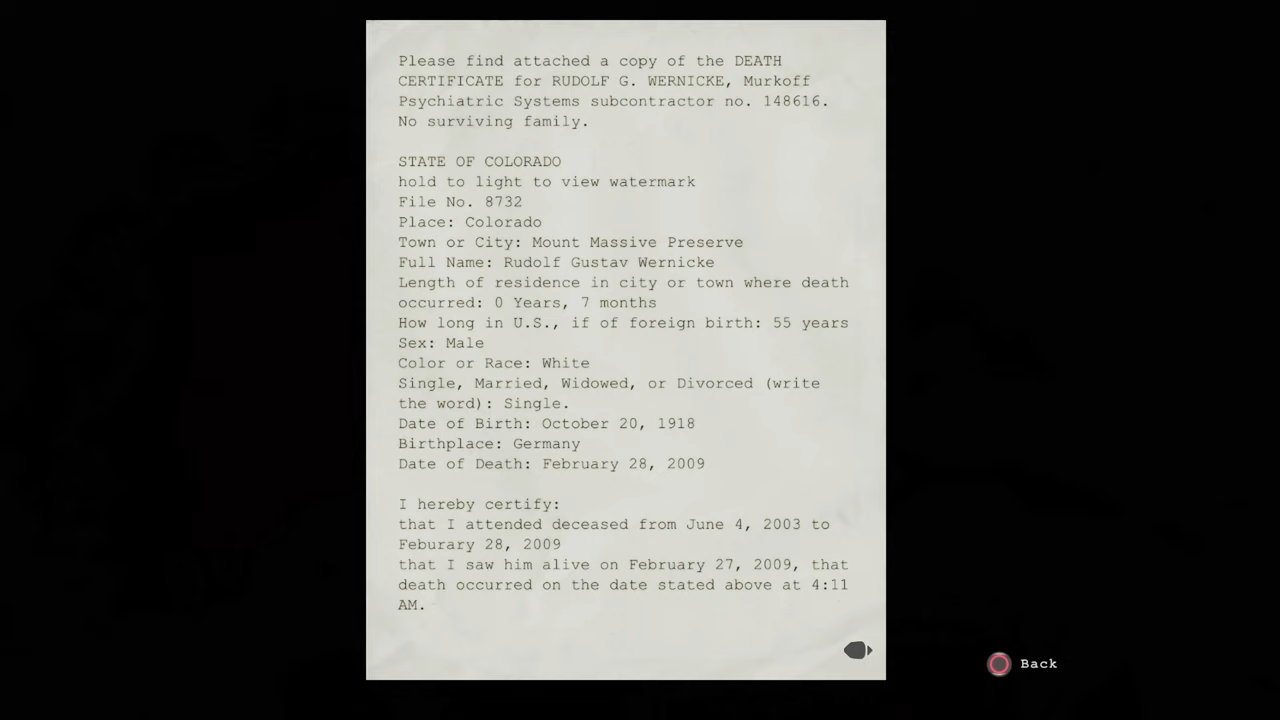 Please find attached a copy of the DEATH
CERTIFICATE for RUDOLF G. WERNICKE, Murkoff
Psychiatric Systems subcontractor no. 148616.
No surviving family.
STATE OF COLORADO
hold to light to view watermark
File No. 8732
Place: Colorado
Town or City: Mount Massive Preserve
Full Name: Rudolf Gustav Wernicke
Length of residence in city or town where death
occurred: 0 Years, 7 months
How long in U.S., if of foreign birth: 55 years
Sex: Male
Color or Race: White
Single, Married, Widowed, or Divorced (write
the word): Single.
Date of Birth: October 20, 1918
Birthplace: Germany
Date of Death: February 28, 2009
I hereby certify:
that I attended deceased from June 4, 2003 to
Feburary 28, 2009
that I saw him alive on February 27, 2009, that
death occurred on the date stated above at 4:11
AM.
Back